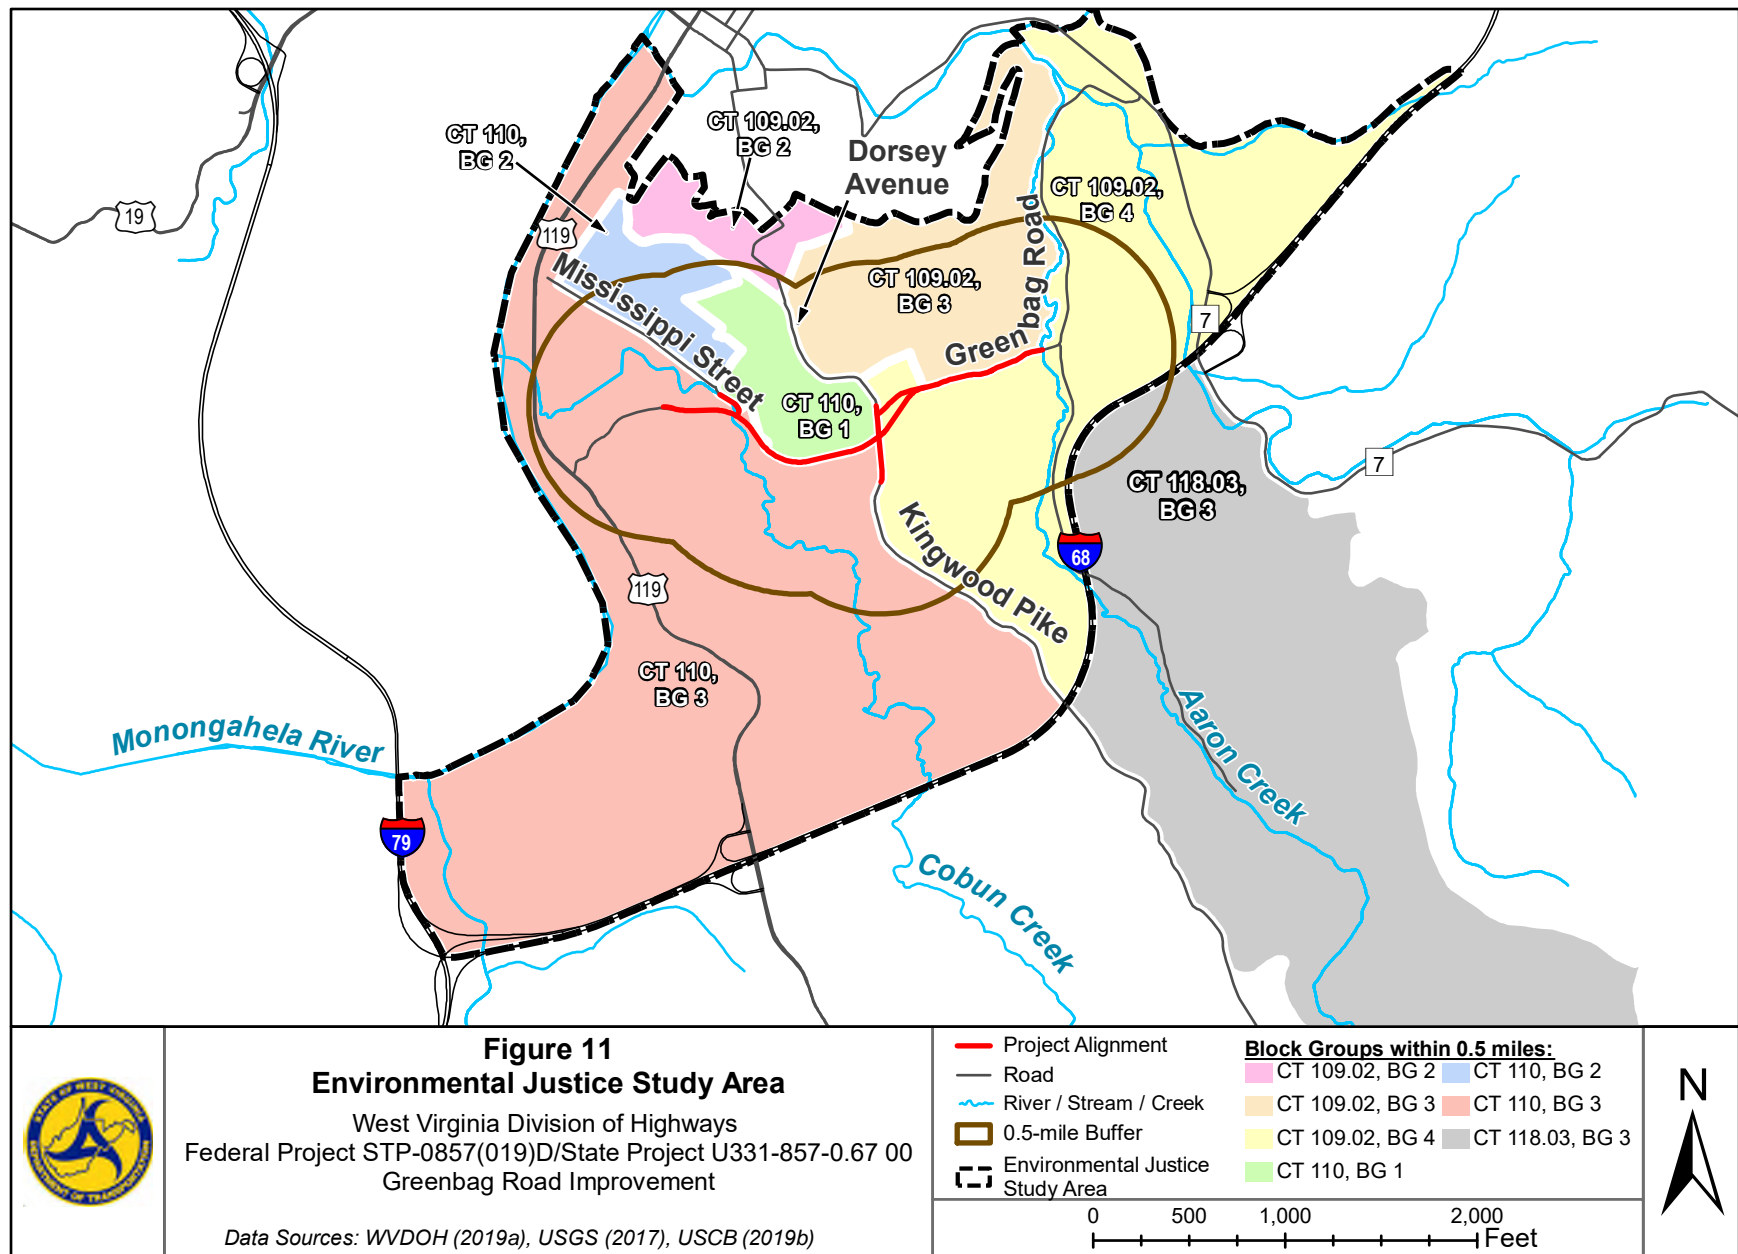 19
CT 110,
BG 2
CT 109.02,
BG 2
Dorsey
Avenue
119
CT 109.02,
BG 4
Mississippi Street
CT 109.02,
BG 3
Greenbag Road
7
CT 110,
BG 1
7
CT 118.03,
BG 3
Kingwood Pike
68
119
CT 110,
BG 3
Monongahela River
Aaron Creek
79
Cobun Creek
Figure 11
Environmental Justice Study Area
West Virginia Division of Highways
Federal Project STP-0857(019)D/State Project U331-857-0.67 00
Greenbag Road Improvement
Data Sources: WVDOH (2019a), USGS (2017), USCB (2019b)
STATE OF WEST VIRGINIA
DEPARTMENT OF TRANSPORTATION
Project Alignment
Road
River / Stream / Creek
0.5-mile Buffer
Environmental Justice
Study Area
Block Groups within 0.5 miles:
CT 109.02, BG 2
CT 110, BG 2
CT 109.02, BG 3
CT 110, BG 3
CT 109.02, BG 4
CT 118.03, BG 3
CT 110, BG 1
0 500 1,000 2,000
Feet
N